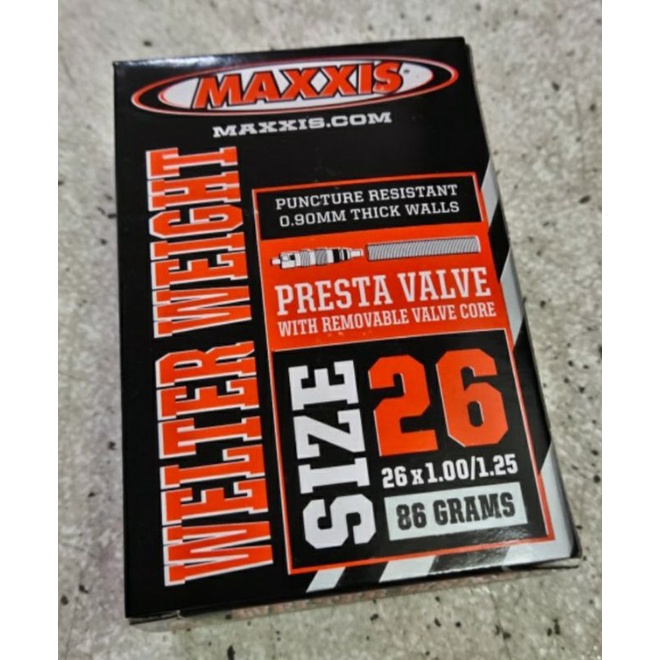 MAXXIS
MAXXIS.COM
WELTER WEIGHT
PUNCTURE RESISTANT
0.90MM THICK WALLS
PRESTA VALVE
WITH REMOVABLE VALVE CORE
SIZE
26
26 x 1.00/1.25
86 GRAMS